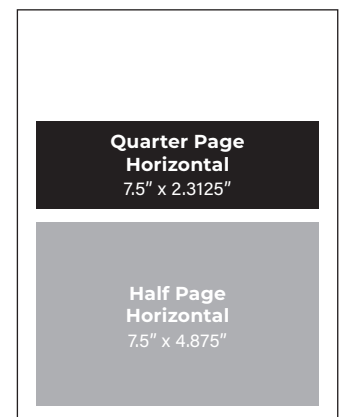 Quarter Page
Horizontal
7.5" x 2.3125"
Half Page
Horizontal
7.5" x 4.875"